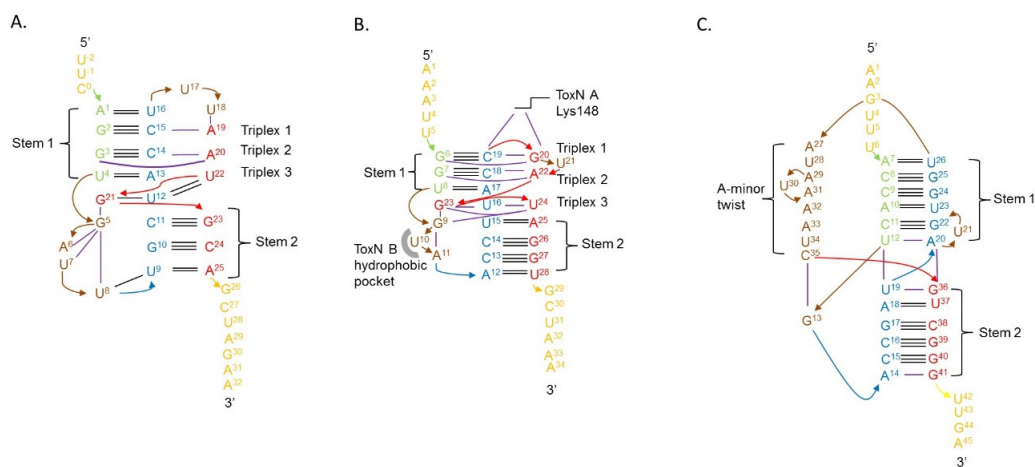 A.
5'
U⁻²
U⁻¹
C⁰
U¹⁷
A¹ U¹⁶ U¹⁸
G² C¹⁵ A¹⁹ Triplex 1
Stem 1
G³ C¹⁴ A²⁰ Triplex 2
U⁴ A¹³ U²² Triplex 3
G²¹ U¹²
G⁵ C¹¹ G²³
A⁶ G¹⁰ C²⁴ Stem 2
U⁷ U⁹ A²⁵
U⁸
G²⁶
C²⁷
U²⁸
A²⁹
G³⁰
A³¹
A³²
3'
B.
5'
A¹
A²
A³
U⁴
U⁵
ToxN A
Lys148
G⁶ C¹⁹ G²⁰ Triplex 1
U²¹
Stem 1
G⁷ C¹⁸ A²² Triplex 2
U⁸ A¹⁷
G²³ U¹⁶ U²⁴ Triplex 3
G⁹ U¹⁵ A²⁵
U¹⁰ C¹⁴ G²⁶ Stem 2
A¹¹ C¹³ G²⁷
ToxN B
hydrophobic
pocket
A¹² U²⁸
G²⁹
C³⁰
U³¹
A³²
A³³
A³⁴
3'
C.
5'
A¹
A²
G³
U⁴
U⁵
U⁶
A²⁷
U²⁸
A²⁹
U³⁰
A³¹
A³²
A³³
U³⁴
C³⁵
A-minor
twist
G¹³
A⁷ U²⁶
C⁸ G²⁵
C⁹ G²⁴
A¹⁰ U²³
C¹¹ G²²
U²¹
U¹² A²⁰
Stem 1
U¹⁹ G³⁶
A¹⁸ U³⁷
G¹⁷ C³⁸
C¹⁶ G³⁹
C¹⁵ G⁴⁰
A¹⁴ G⁴¹
Stem 2
U⁴²
U⁴³
G⁴⁴
A⁴⁵
3'